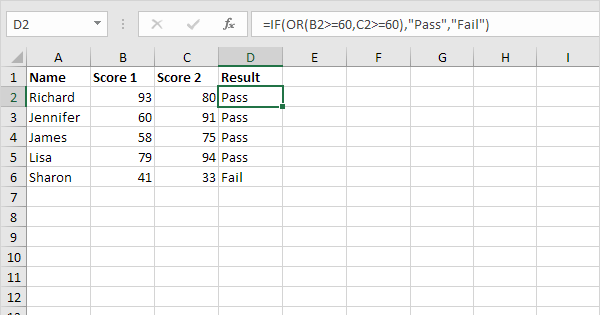 D2 fx =IF(OR(B2>=60,C2>=60),"Pass","Fail")
A B C D E F G H I
1 Name Score 1 Score 2 Result
2 Richard 93 80 Pass
3 Jennifer 60 91 Pass
4 James 58 75 Pass
5 Lisa 79 94 Pass
6 Sharon 41 33 Fail
7
8
9
10
11
12
13